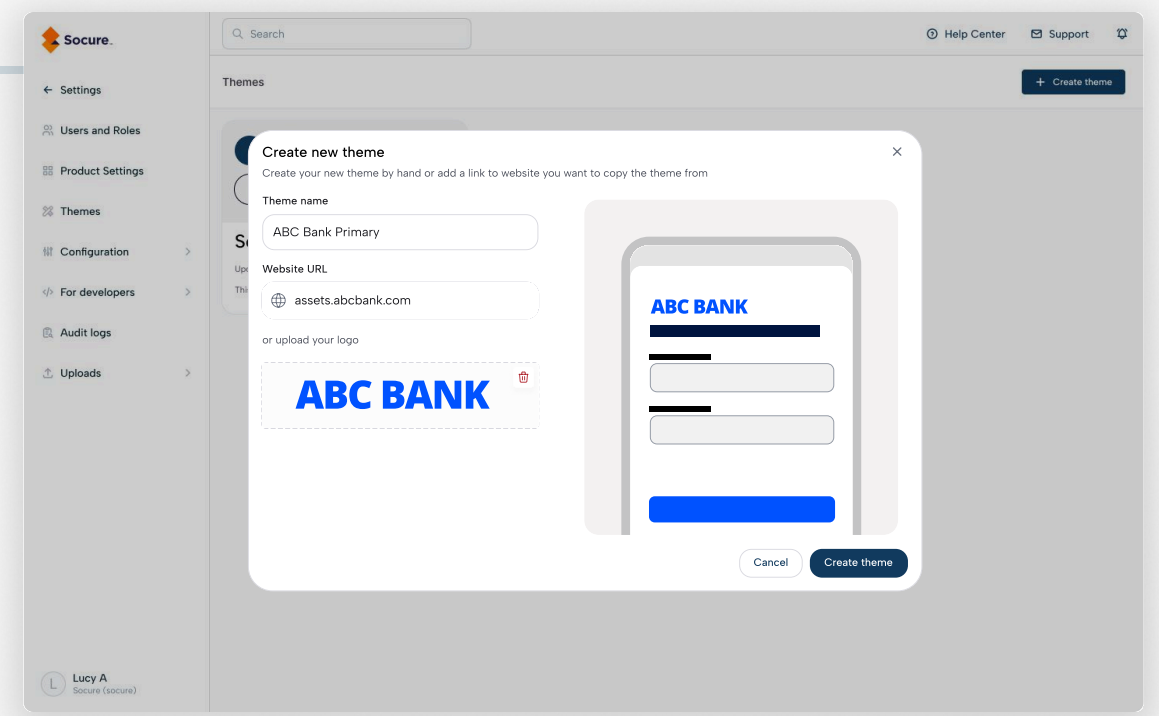 Socure
Search
Help Center
Support
Settings
Themes
+ Create theme
Users and Roles
Product Settings
Themes
Configuration
For developers
Audit logs
Uploads
Create new theme
Create your new theme by hand or add a link to website you want to copy the theme from
Theme name
ABC Bank Primary
Website URL
assets.abcbank.com
or upload your logo
ABC BANK
ABC BANK
Cancel
Create theme
L
Lucy A
Socure (socure)